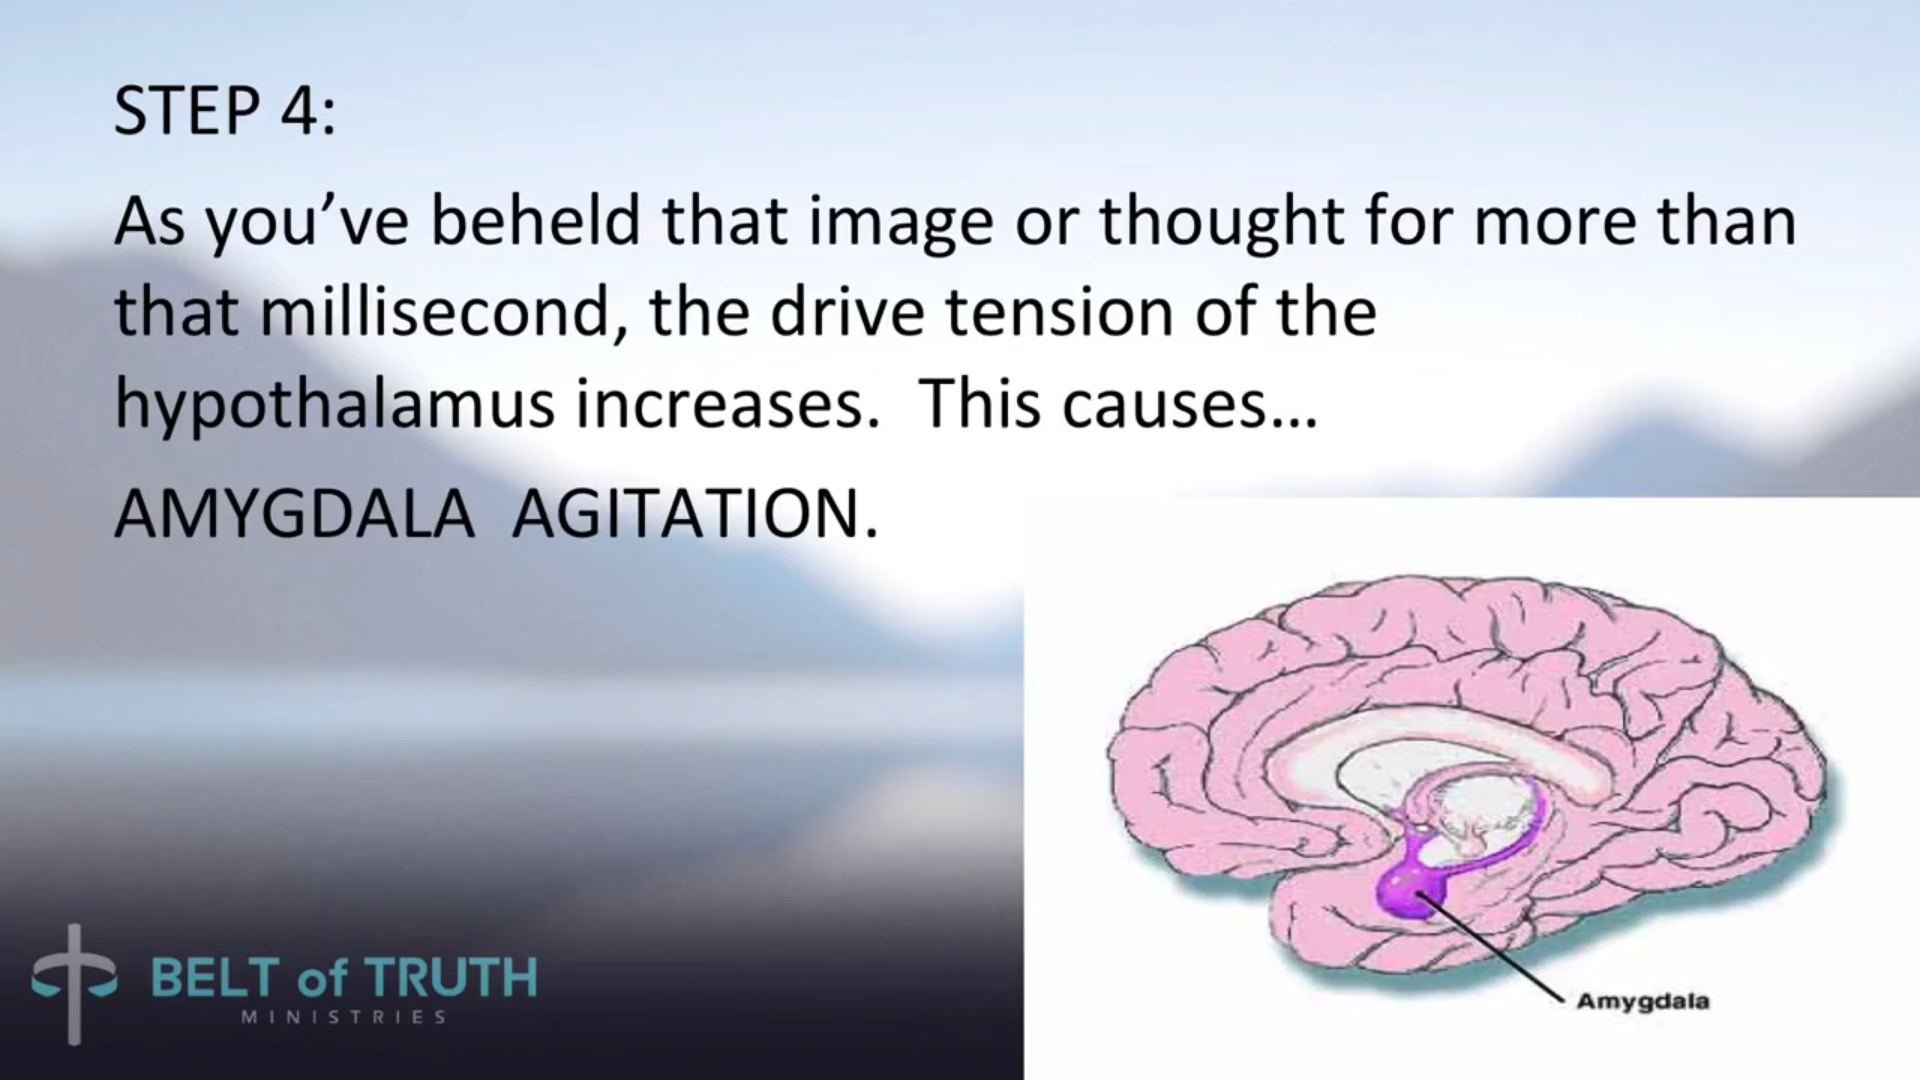 STEP 4:
As you’ve beheld that image or thought for more than
that millisecond, the drive tension of the
hypothalamus increases.  This causes…
AMYGDALA  AGITATION.
Amygdala
BELT of TRUTH
MINISTRIES